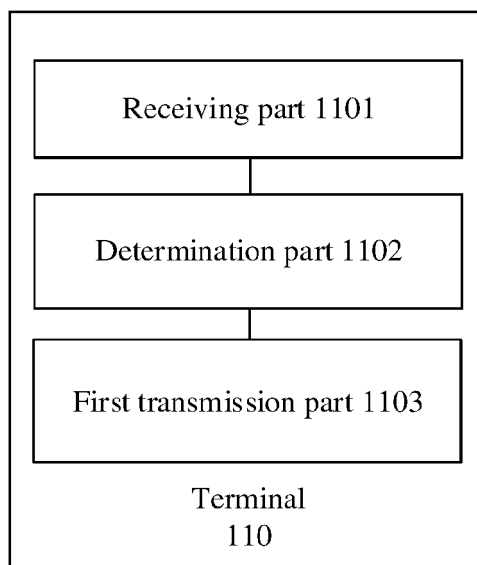 Receiving part 1101
Determination part 1102
First transmission part 1103
Terminal
110